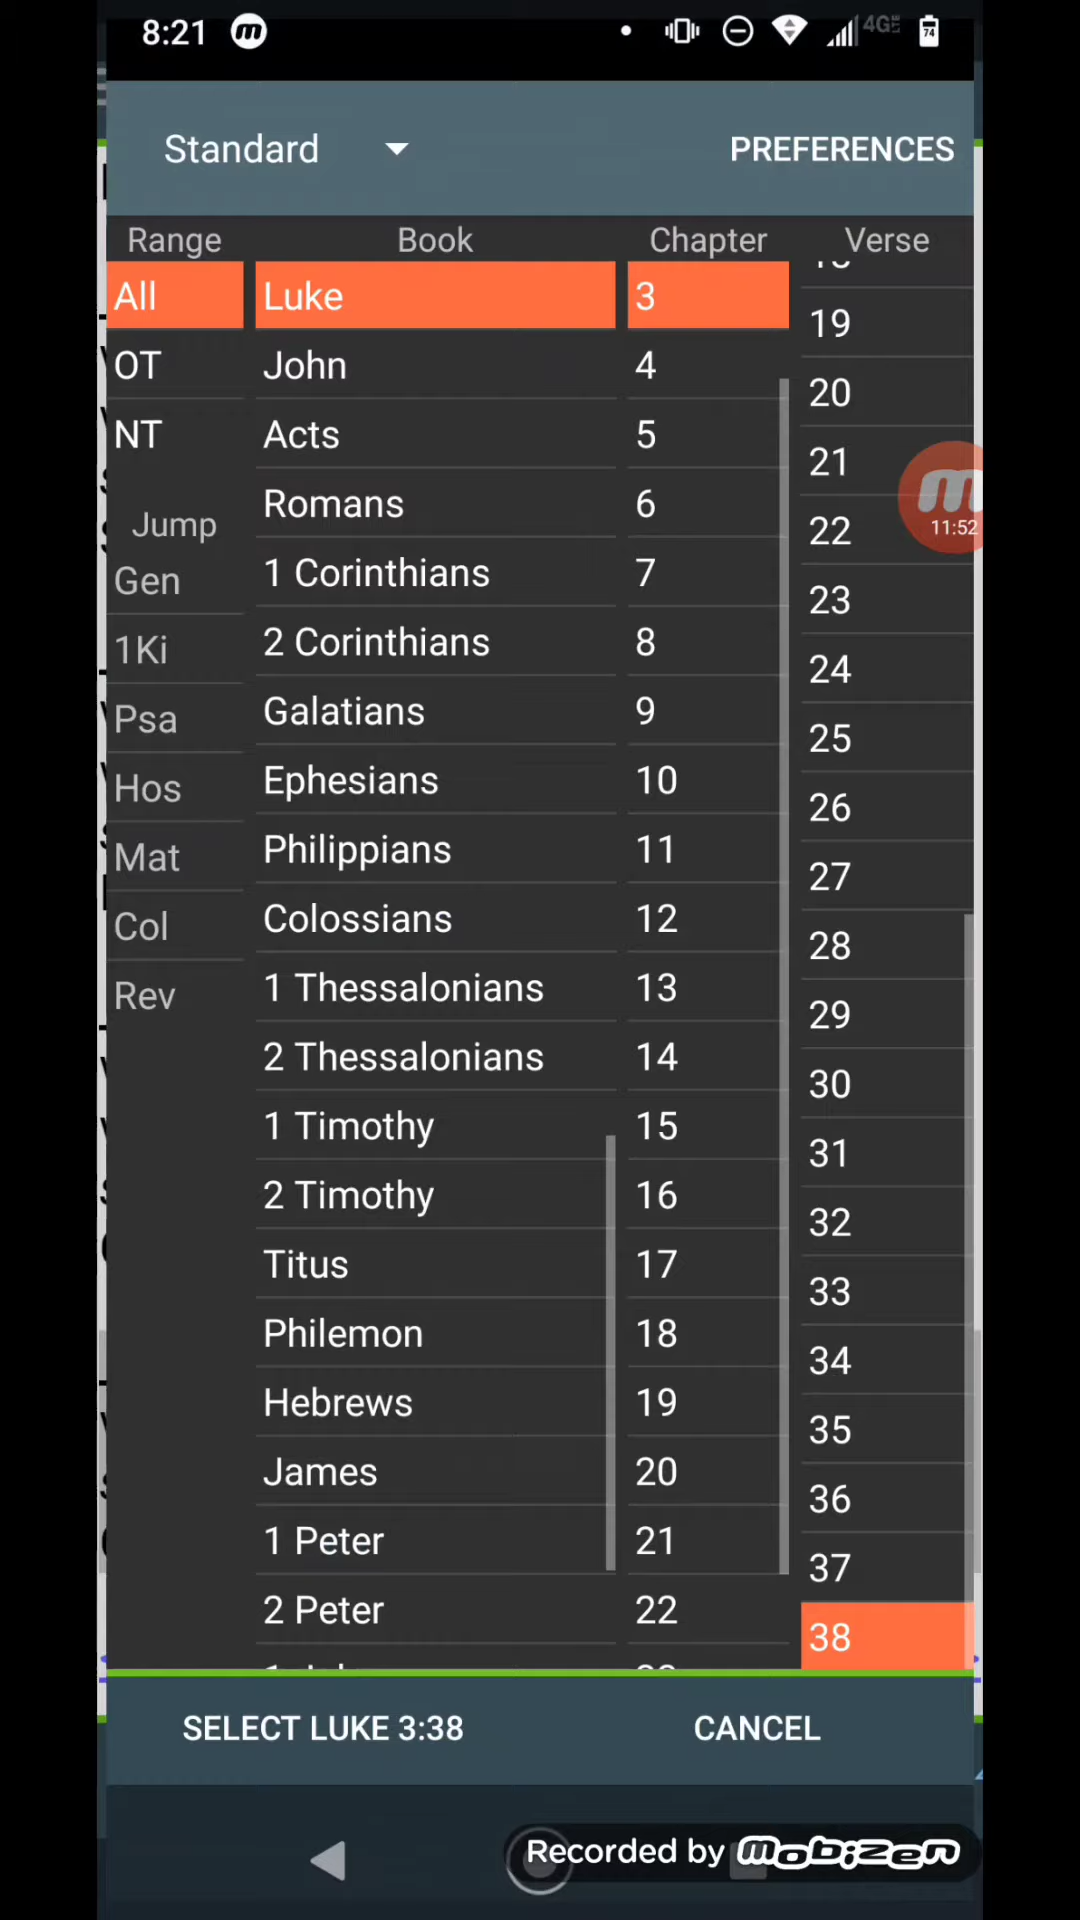 8:21 4G
74
Standard PREFERENCES
Range Book Chapter Verse
All Luke 3
19
OT John 4
20
NT Acts 5
21
Romans 6
Jump
22
11:52
Gen 1 Corinthians 7
23
1Ki 2 Corinthians 8
24
Psa Galatians 9
25
Hos Ephesians 10
26
Mat Philippians 11
27
Col Colossians 12
28
Rev 1 Thessalonians 13
29
2 Thessalonians 14
30
1 Timothy 15
31
2 Timothy 16
32
Titus 17
33
Philemon 18
34
Hebrews 19
35
James 20
36
1 Peter 21
37
2 Peter 22
38
SELECT LUKE 3:38 CANCEL
Recorded by mobizen